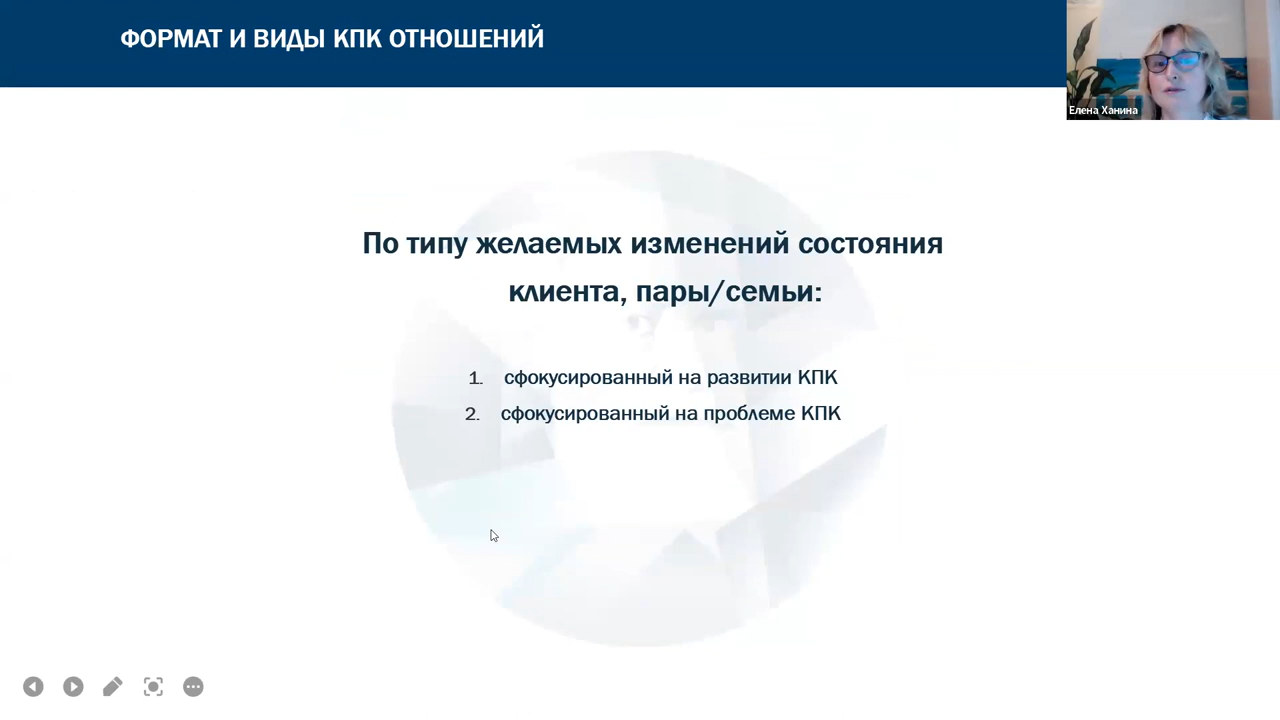 ФОРМАТ И ВИДЫ КПК ОТНОШЕНИЙ
Елена Ханина
По типу желаемых изменений состояния
клиента, пары/семьи:
1. сфокусированный на развитии КПК
2. сфокусированный на проблеме КПК